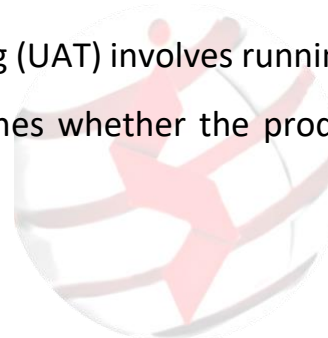 g (UAT) involves runnin
nes whether the prod